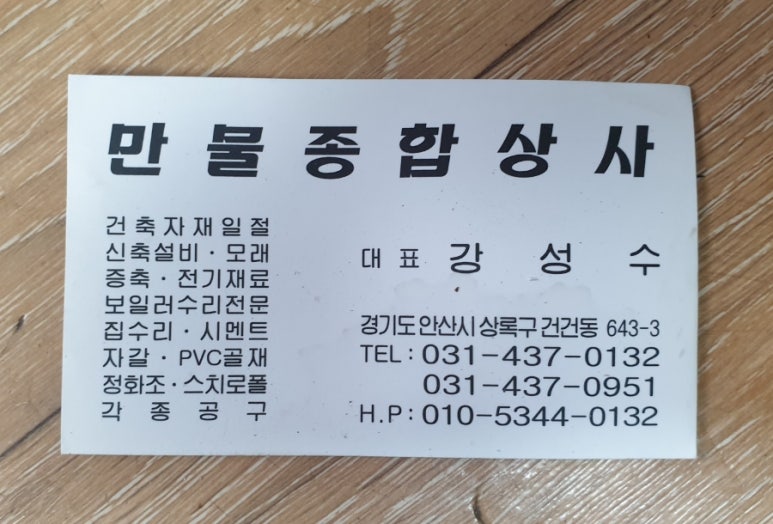 만물종합상사
건축자재일절
신축설비·모래
증축·전기재료
보일러수리전문
집수리·시멘트
자갈·PVC골재
정화조·스치로폴
각종공구
대표 강성수
경기도 안산시 상록구 건건동 643-3
TEL : 031-437-0132
031-437-0951
H.P : 010-5344-0132